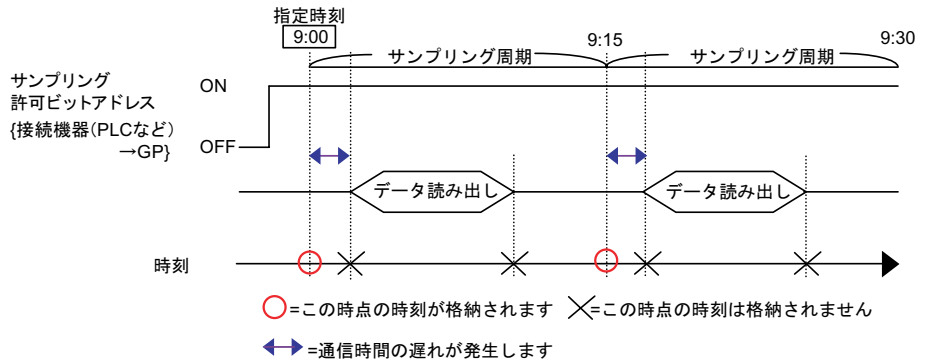 指定時刻
9:00
9:15
9:30
サンプリング周期
サンプリング周期
サンプリング
許可ビットアドレス
{接続機器(PLCなど)
→GP}
ON
OFF
データ読み出し
データ読み出し
時刻
=この時点の時刻が格納されます
=この時点の時刻は格納されません
=通信時間の遅れが発生します